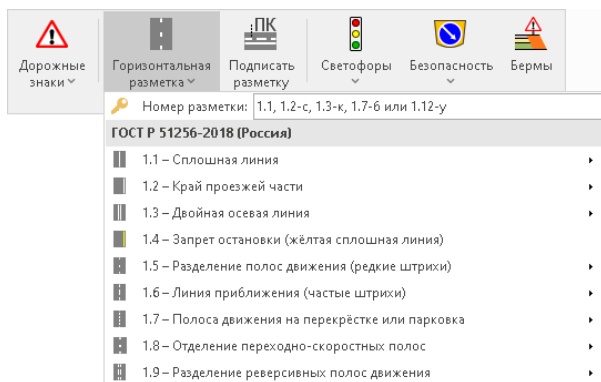 ПК
Дорожные знаки
Горизонтальная разметка
Подписать разметку
Светофоры
Безопасность
Бермы
Номер разметки: 1.1, 1.2-с, 1.3-к, 1.7-б или 1.12-у
ГОСТ Р 51256-2018 (Россия)
1.1 – Сплошная линия
1.2 – Край проезжей части
1.3 – Двойная осевая линия
1.4 – Запрет остановки (жёлтая сплошная линия)
1.5 – Разделение полос движения (редкие штрихи)
1.6 – Линия приближения (частые штрихи)
1.7 – Полоса движения на перекрёстке или парковка
1.8 – Отделение переходно-скоростных полос
1.9 – Разделение реверсивных полос движения